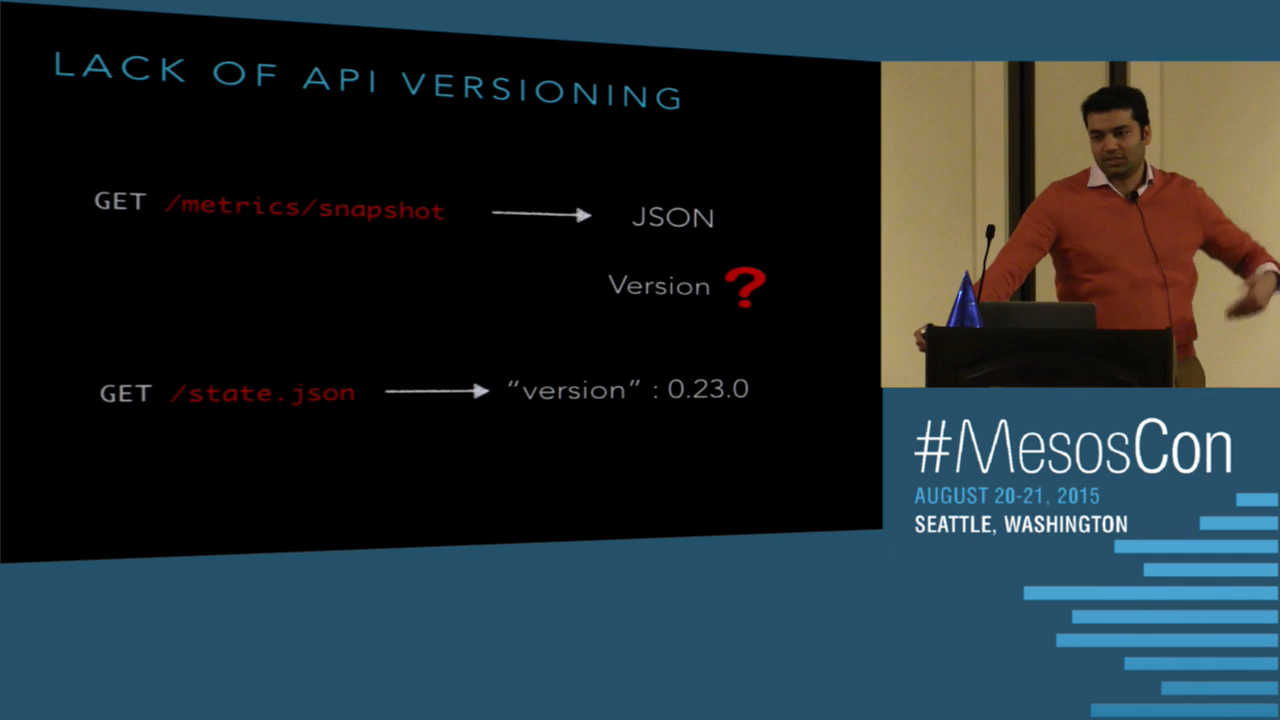 LACK OF API VERSIONING
GET /metrics/snapshot → JSON
Version ?
GET /state.json → “version” : 0.23.0
#MesosCon
AUGUST 20-21, 2015
SEATTLE, WASHINGTON